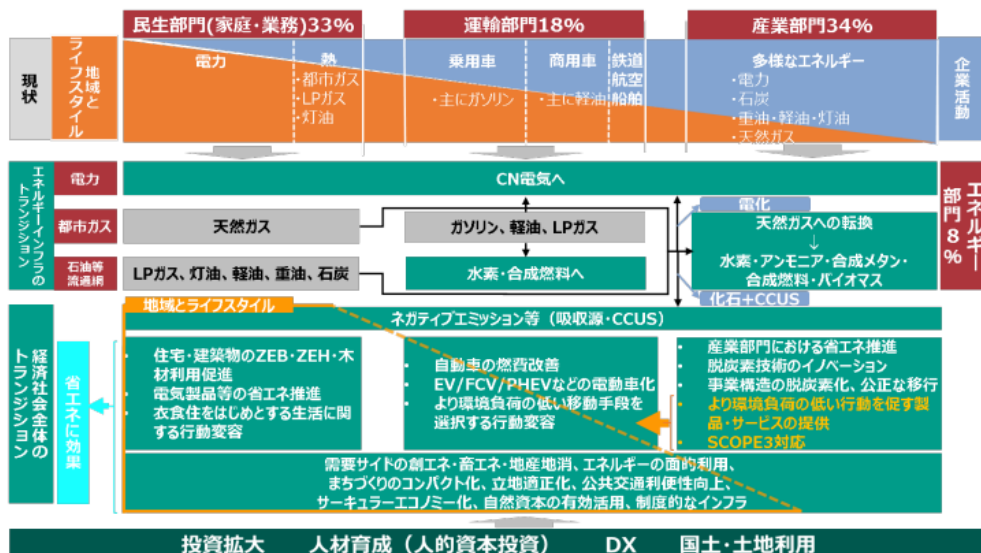 民生部門(家庭・業務)33%
運輸部門18%
産業部門34%
現状
地域と
ライフスタイル
電力
熱
・都市ガス
・LPガス
・灯油
乗用車
・主にガソリン
商用車
・主に軽油
鉄道
航空
船舶
多様なエネルギー
・電力
・石炭
・重油・軽油・灯油
・天然ガス
企業活動
エネルギーインフラの
トランジション
電力
CN電気へ
都市ガス
天然ガス
ガソリン、軽油、LPガス
電化
天然ガスへの転換
↓
水素・アンモニア・合成メタン・
合成燃料・バイオマス
石油等
流通網
LPガス、灯油、軽油、重油、石炭
水素・合成燃料へ
化石+CCUS
エネルギー
部門8%
地域とライフスタイル
ネガティブエミッション等(吸収源・CCUS)
経済社会全体の
トランジション
省エネに効果
• 住宅・建築物のZEB・ZEH・木
材利用促進
• 電気製品等の省エネ推進
• 衣食住をはじめとする生活に関
する行動変容
• 自動車の燃費改善
• EV/FCV/PHEVなどの電動車化
• より環境負荷の低い移動手段を
選択する行動変容
• 産業部門における省エネ推進
• 脱炭素技術のイノベーション
• 事業構造の脱炭素化、公正な移行
• より環境負荷の低い行動を促す製
品・サービスの提供
• SCOPE3対応
需要サイドの創エネ・畜エネ・地産地消、エネルギーの面的利用、
まちづくりのコンパクト化、立地適正化、公共交通利便性向上、
サーキュラーエコノミー化、自然資本の有効活用、制度的なインフラ
投資拡大 人材育成(人的資本投資) DX 国土・土地利用